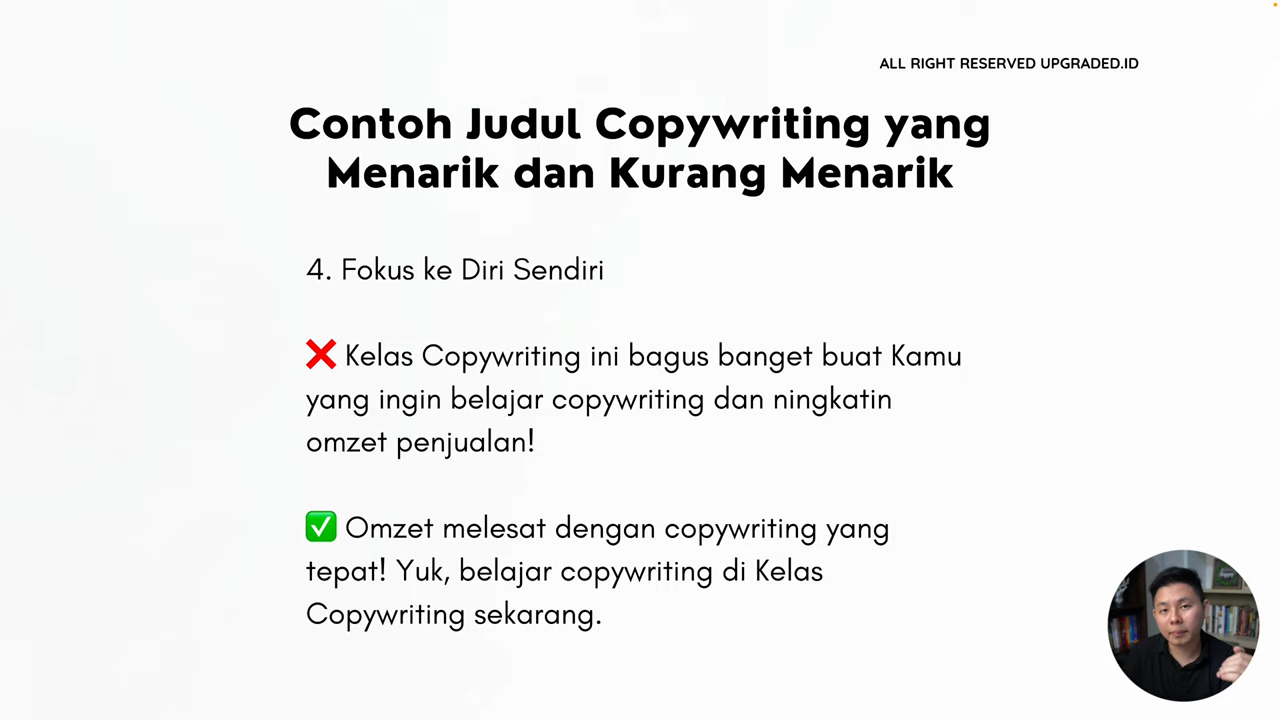 ALL RIGHT RESERVED UPGRADED.ID
Contoh Judul Copywriting yang
Menarik dan Kurang Menarik
4. Fokus ke Diri Sendiri
❌ Kelas Copywriting ini bagus banget buat Kamu
yang ingin belajar copywriting dan ningkatin
omzet penjualan!
✅ Omzet melesat dengan copywriting yang
tepat! Yuk, belajar copywriting di Kelas
Copywriting sekarang.